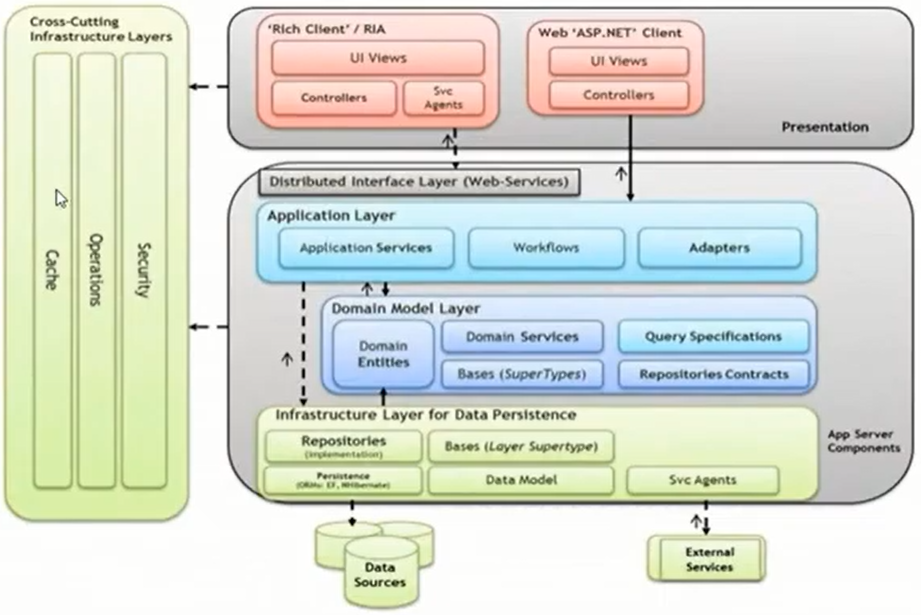 Cross-Cutting
Infrastructure Layers
Cache
Operations
Security
'Rich Client' / RIA
UI Views
Controllers
Svc
Agents
Web 'ASP.NET' Client
UI Views
Controllers
Presentation
Distributed Interface Layer (Web-Services)
Application Layer
Application Services
Workflows
Adapters
Domain Model Layer
Domain
Entities
Domain Services
Query Specifications
Bases (SuperTypes)
Repositories Contracts
Infrastructure Layer for Data Persistence
Repositories
(implementation)
Bases (Layer Supertype)
Persistence
(ORMs: EF, NHibernate)
Data Model
Svc Agents
App Server
Components
Data
Sources
External
Services